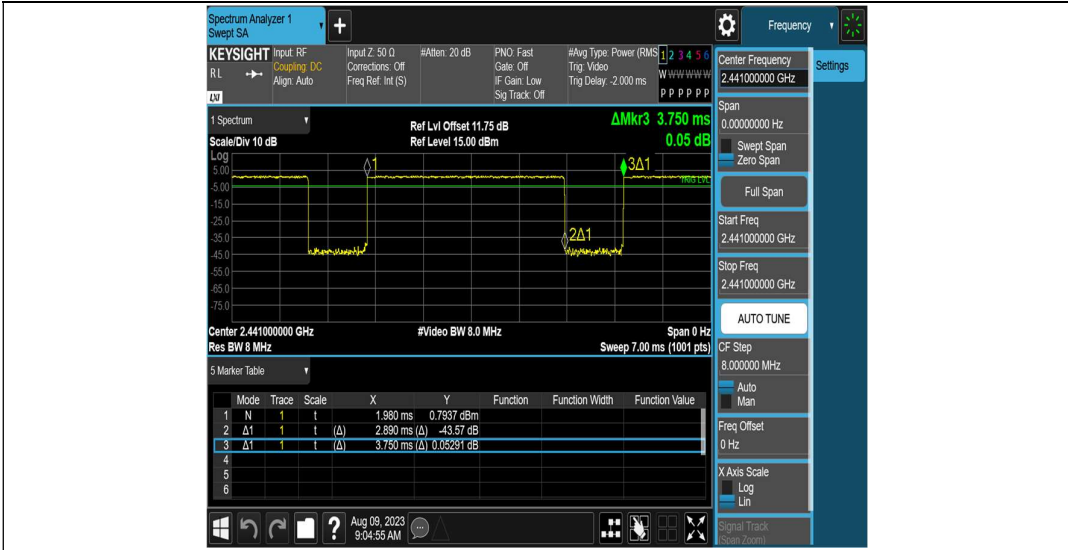 Spectrum Analyzer 1
Swept SA
Frequency
KEYSIGHT
Input: RF
Coupling: DC
Align: Auto
RL
LXI
Input Z: 50 Ω
Corrections: Off
Freq Ref: Int (S)
#Atten: 20 dB
PNO: Fast
Gate: Off
IF Gain: Low
Sig Track: Off
#Avg Type: Power (RMS
Trig: Video
Trig Delay: -2.000 ms
1 2 3 4 5 6
W W W W W W
P P P P P P
1 Spectrum
Scale/Div 10 dB
Ref Lvl Offset 11.75 dB
Ref Level 15.00 dBm
ΔMkr3 3.750 ms
0.05 dB
Log
5.00
-5.00
-15.0
-25.0
-35.0
-45.0
-55.0
-65.0
-75.0
1
3Δ1
TRIG LVL
2Δ1
Center 2.441000000 GHz
#Video BW 8.0 MHz
Span 0 Hz
Res BW 8 MHz
Sweep 7.00 ms (1001 pts)
5 Marker Table
Mode Trace Scale X Y Function Function Width Function Value
1 N 1 t 1.980 ms 0.7937 dBm
2 Δ1 1 t (Δ) 2.890 ms (Δ) -43.57 dB
3 Δ1 1 t (Δ) 3.750 ms (Δ) 0.05291 dB
4
5
6
Aug 09, 2023
9:04:55 AM
Center Frequency
2.441000000 GHz
Settings
Span
0.00000000 Hz
Swept Span
Zero Span
Full Span
Start Freq
2.441000000 GHz
Stop Freq
2.441000000 GHz
AUTO TUNE
CF Step
8.000000 MHz
Auto
Man
Freq Offset
0 Hz
X Axis Scale
Log
Lin
Signal Track
(Span Zoom)